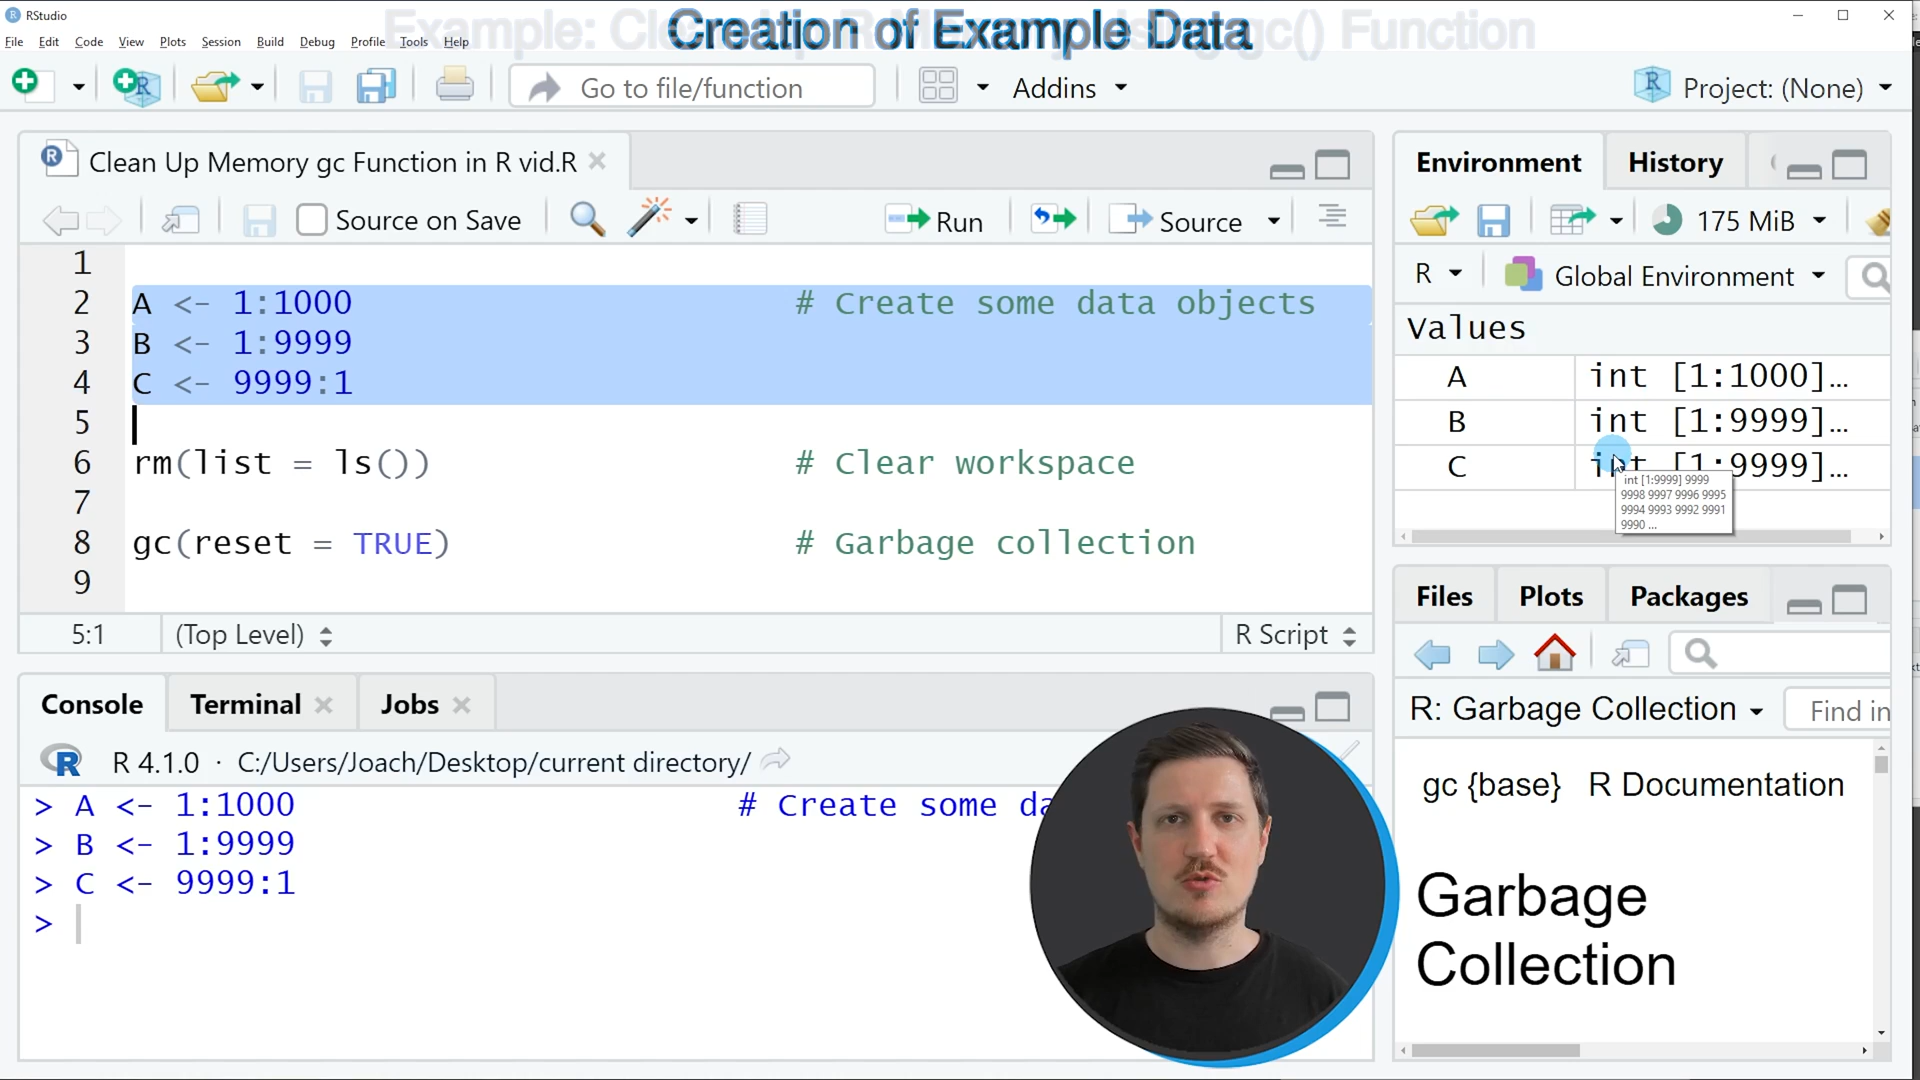 RStudio
Creation of Example Data
gc() Function
File Edit Code View Plots Session Build Debug Profile Tools Help
Go to file/function
Addins
Project: (None)
Clean Up Memory gc Function in R vid.R
Source on Save
Run
Source
1
2 A <- 1:1000 # Create some data objects
3 B <- 1:9999
4 C <- 9999:1
5
6 rm(list = ls()) # Clear workspace
7
8 gc(reset = TRUE) # Garbage collection
9
5:1 (Top Level) R Script
Console Terminal Jobs
R 4.1.0 · C:/Users/Joach/Desktop/current directory/
> A <- 1:1000 # Create some da
> B <- 1:9999
> C <- 9999:1
>
Environment History
175 MiB
R Global Environment
Values
A int [1:1000]…
B int [1:9999]…
C int [1:9999]…
int [1:9999] 9999
9998 9997 9996 9995
9994 9993 9992 9991
9990 ...
Files Plots Packages
R: Garbage Collection Find in
gc {base} R Documentation
Garbage
Collection